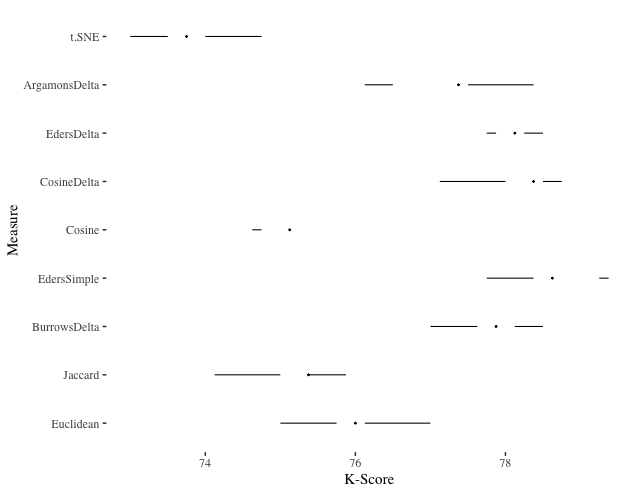 t.SNE
ArgamonsDelta
EdersDelta
CosineDelta
Cosine
EdersSimple
BurrowsDelta
Jaccard
Euclidean
Measure
74 76 78
K-Score